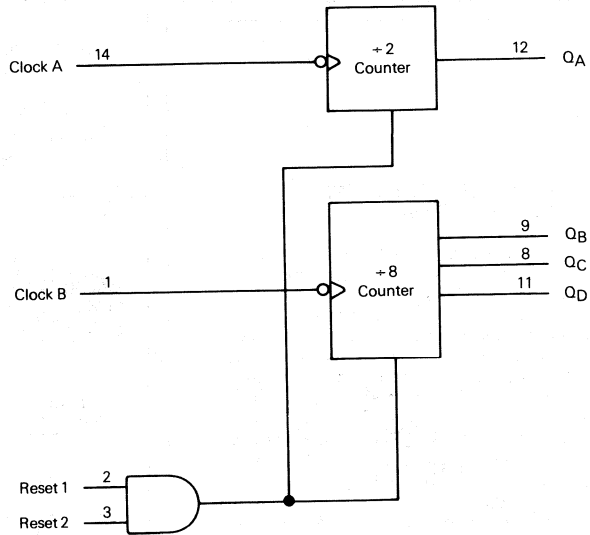 Clock A
14
÷2
Counter
12
QA
Clock B
1
÷8
Counter
9
QB
8
QC
11
QD
Reset 1
2
Reset 2
3